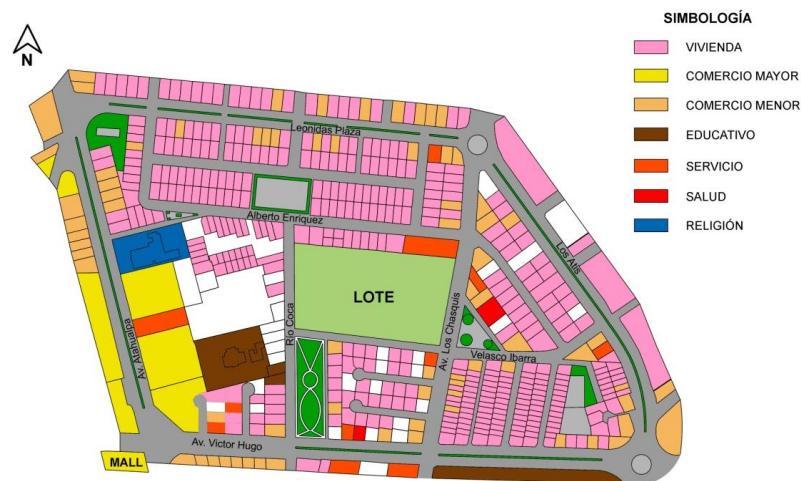 SIMBOLOGÍA
VIVIENDA
COMERCIO MAYOR
COMERCIO MENOR
EDUCATIVO
SERVICIO
SALUD
RELIGIÓN
N
Leonidas Plaza
Alberto Enriquez
Los Atis
LOTE
Río Coca
Av. Los Chasquis
Av. Atahualpa
Velasco Ibarra
Av. Victor Hugo
MALL